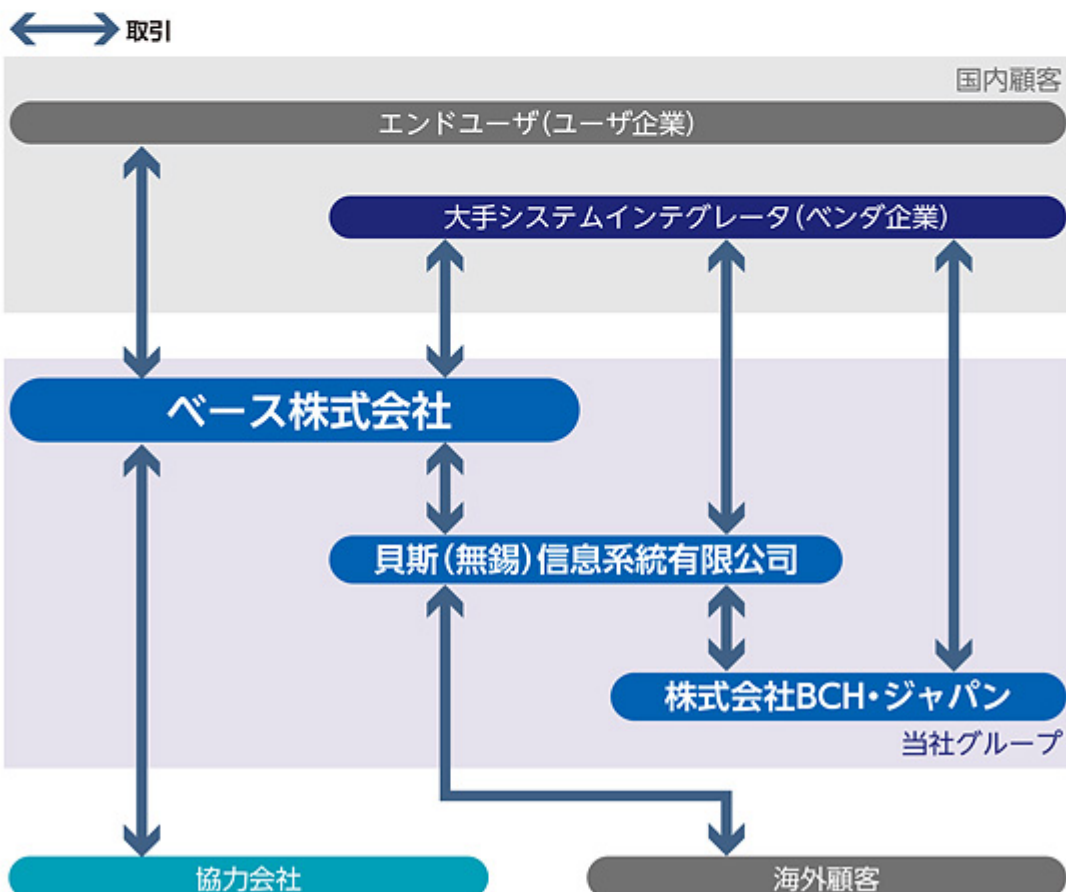 取引
国内顧客
エンドユーザ(ユーザ企業)
大手システムインテグレータ(ベンダ企業)
ベース株式会社
貝斯(無錫)信息系統有限公司
株式会社BCH・ジャパン
当社グループ
協力会社
海外顧客